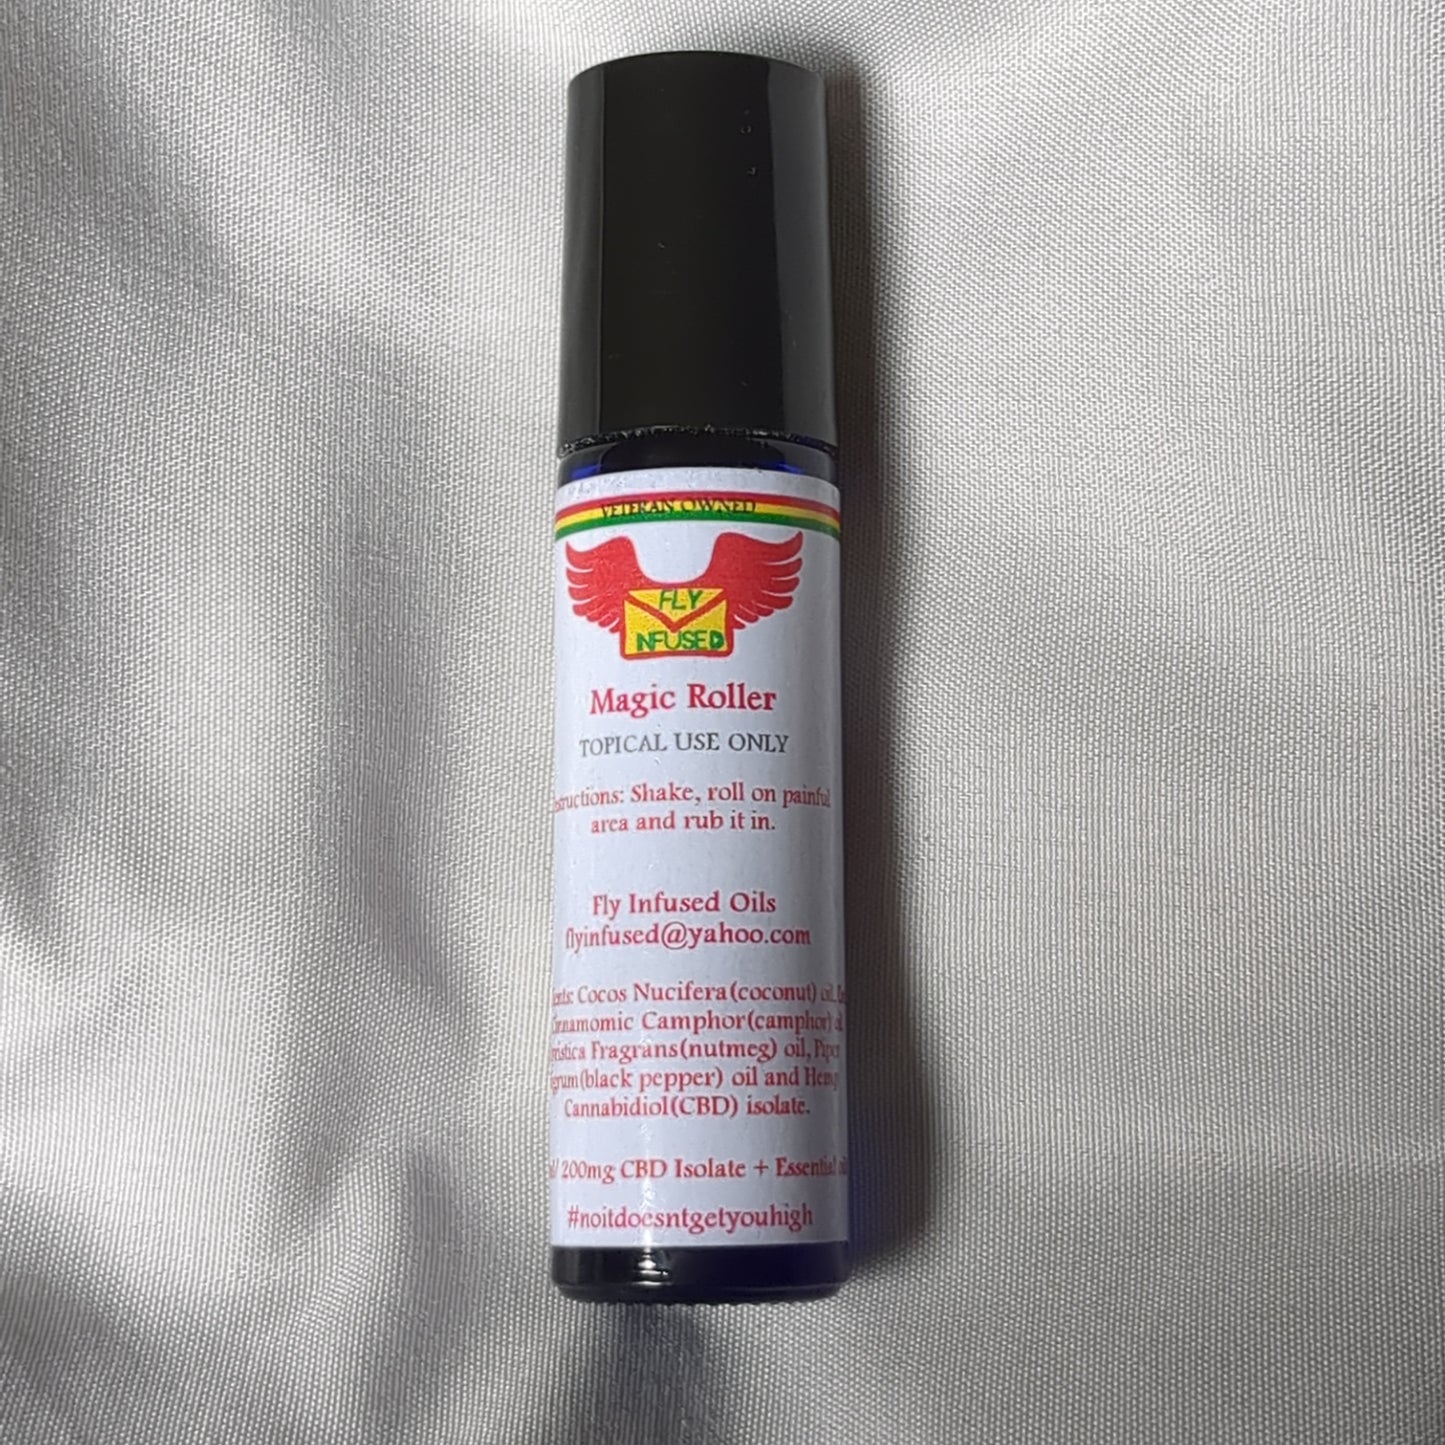 VETERAN OWNED
FLY
INFUSED
Magic Roller
TOPICAL USE ONLY
Shake, roll on painful
area and rub it in.
Fly Infused Oils
flyinfused@yahoo.com
Cocos Nucifera(coconut) oil,
Cinnamomic Camphor(camphor)
Fragrans(nutmeg) oil, Piper
(black pepper) oil and Hemp
Cannabidiol(CBD) isolate.
200mg CBD Isolate + Essential
#noitdoesntgetyouhigh